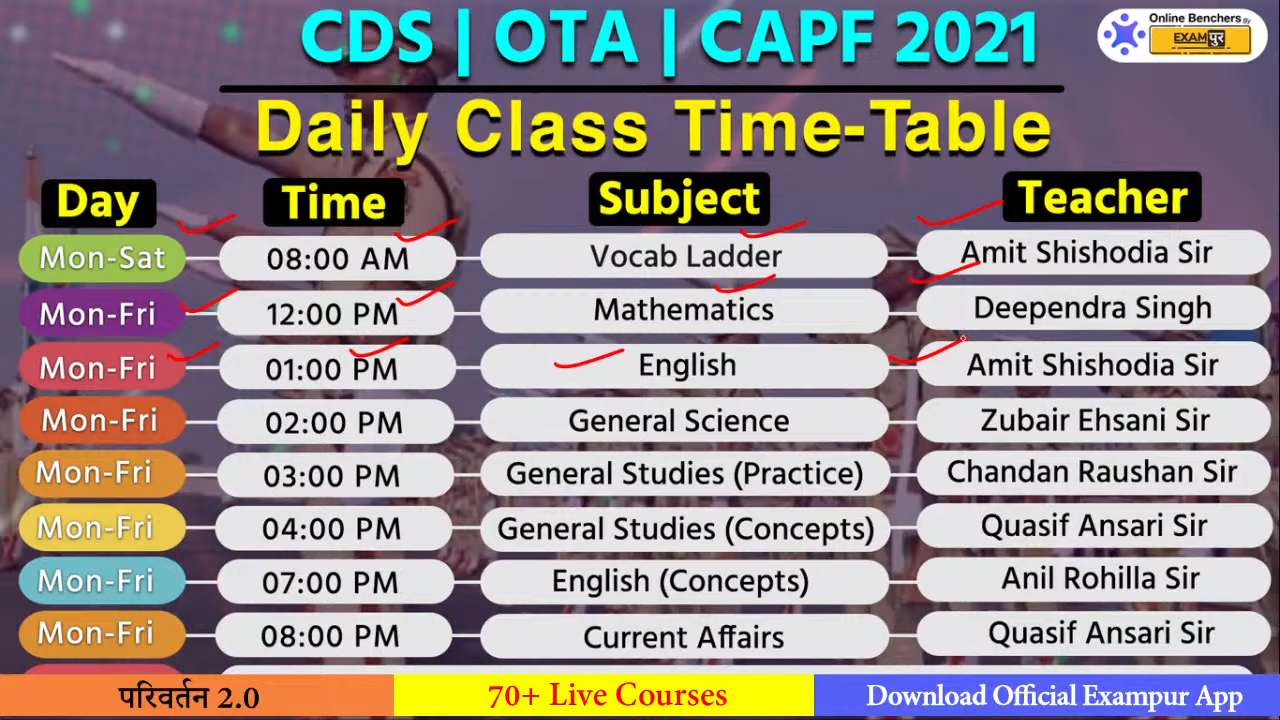 CDS | OTA | CAPF 2021
Online Benchers By
EXAMपुर
Daily Class Time-Table
Day Time Subject Teacher
Mon-Sat 08:00 AM Vocab Ladder Amit Shishodia Sir
Mon-Fri 12:00 PM Mathematics Deependra Singh
Mon-Fri 01:00 PM English Amit Shishodia Sir
Mon-Fri 02:00 PM General Science Zubair Ehsani Sir
Mon-Fri 03:00 PM General Studies (Practice) Chandan Raushan Sir
Mon-Fri 04:00 PM General Studies (Concepts) Quasif Ansari Sir
Mon-Fri 07:00 PM English (Concepts) Anil Rohilla Sir
Mon-Fri 08:00 PM Current Affairs Quasif Ansari Sir
परिवर्तन 2.0 70+ Live Courses Download Official Exampur App